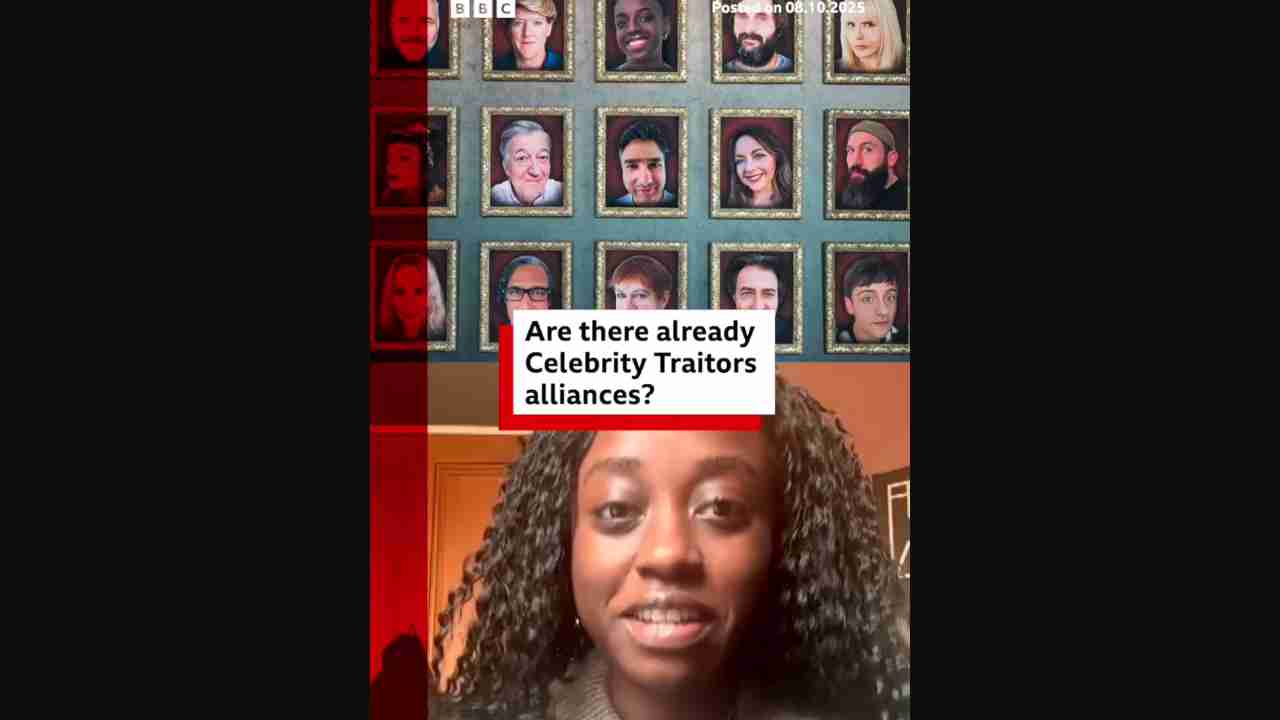 BBC
Posted on 08.10.2025
Are there already
Celebrity Traitors
alliances?